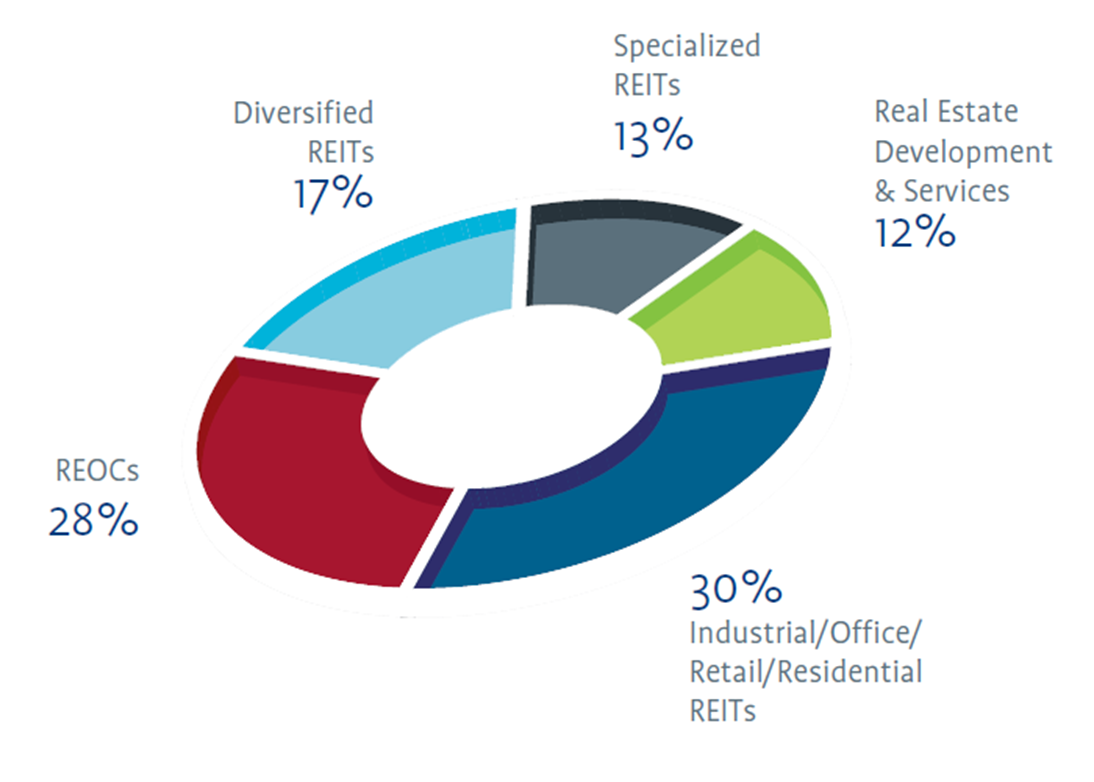 Specialized
REITs
13%
Real Estate
Development
& Services
12%
Diversified
REITs
17%
REOCs
28%
30%
Industrial/Office/
Retail/Residential
REITs